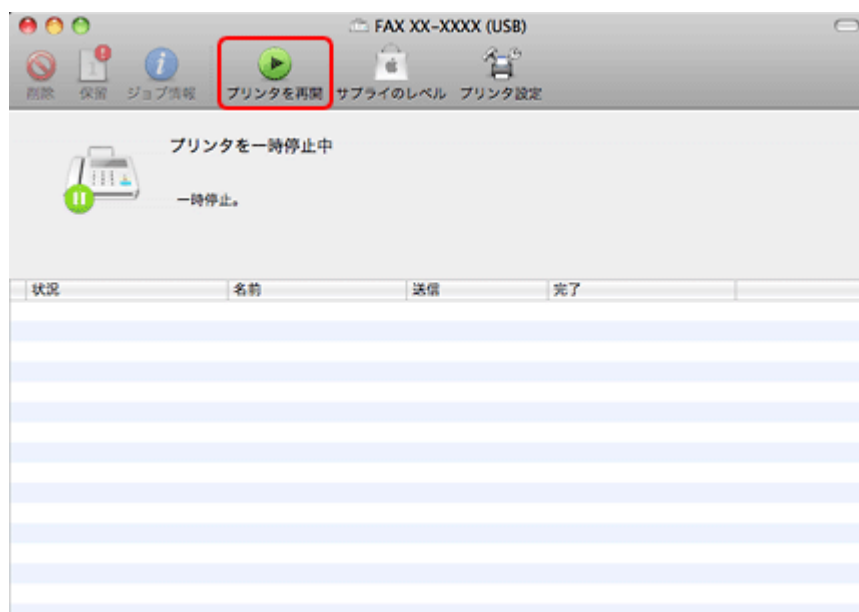 FAX XX-XXXX (USB)
削除 保留 ジョブ情報 プリンタを再開 サプライのレベル プリンタ設定
プリンタを一時停止中
一時停止。
状況 名前 送信 完了